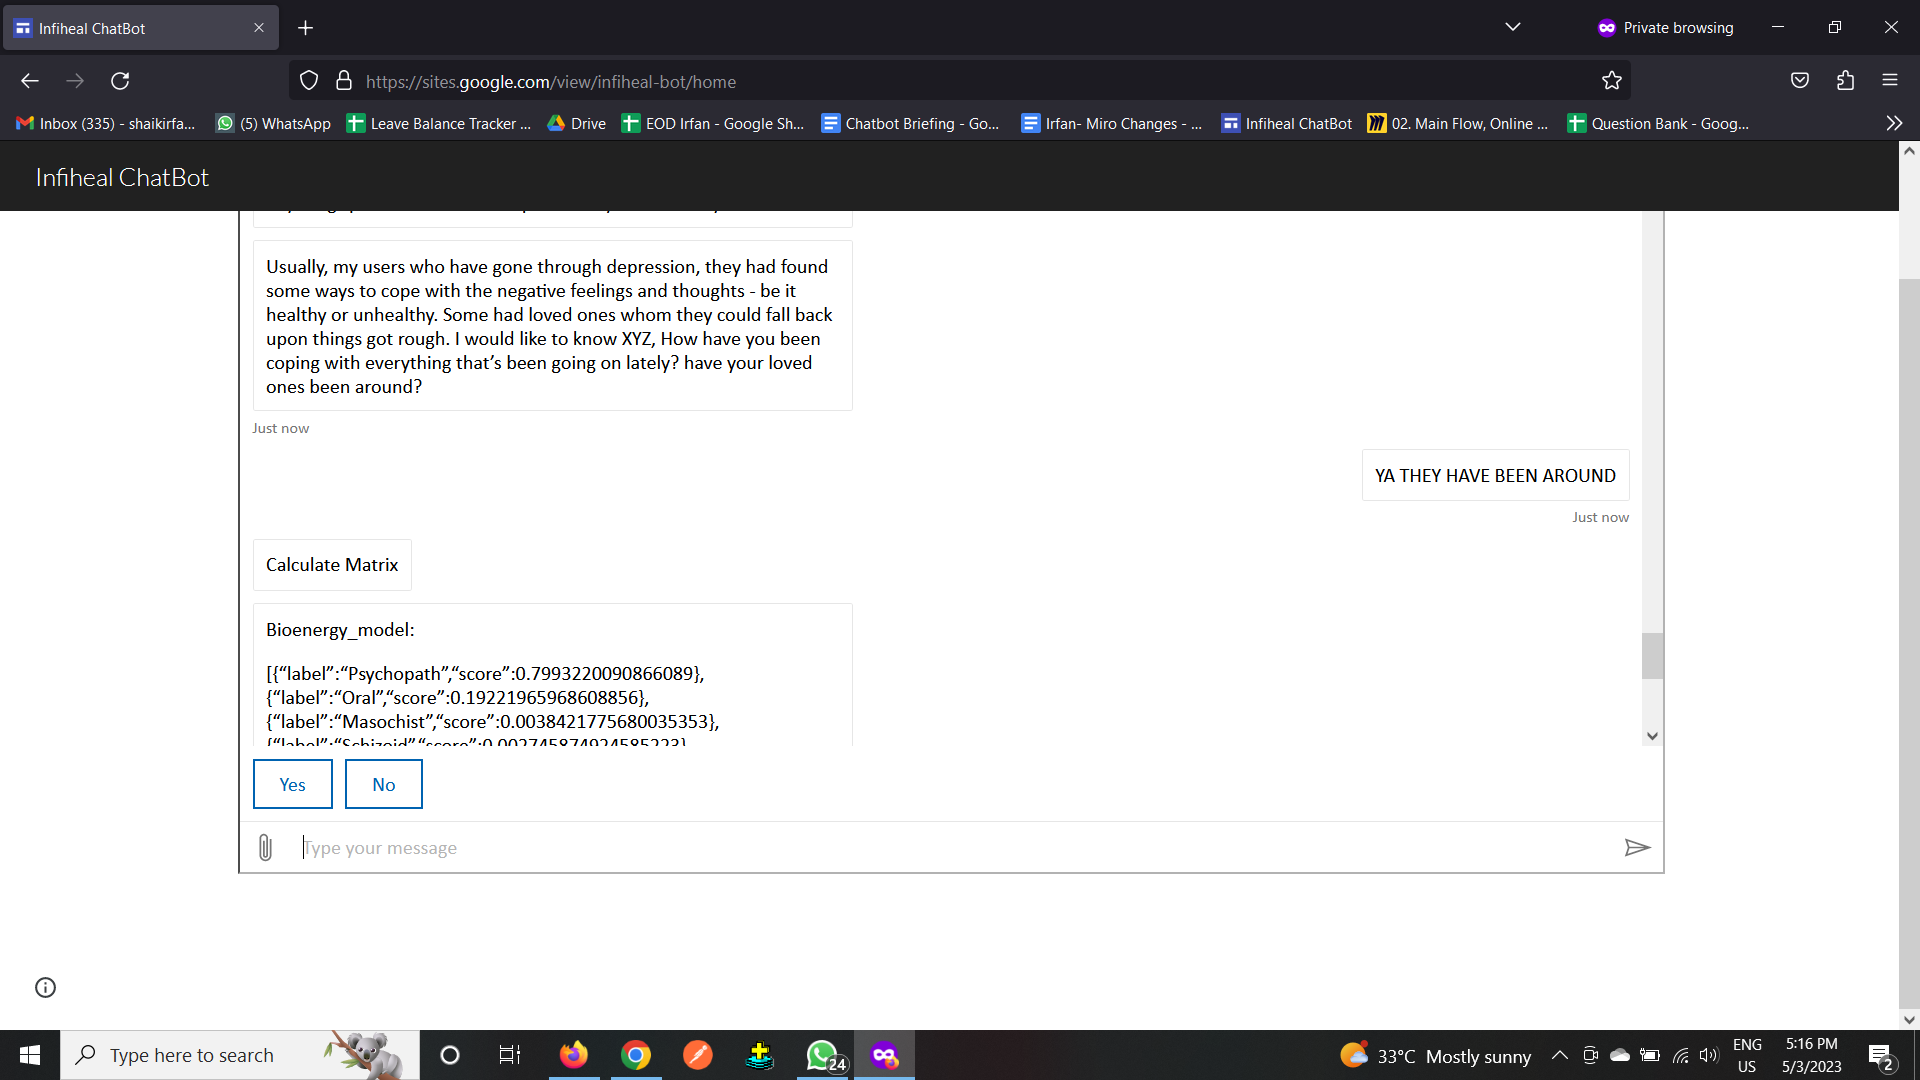 Infiheal ChatBot
Private browsing
https://sites.google.com/view/infiheal-bot/home
Inbox (335) - shaikirfa...
(5) WhatsApp
Leave Balance Tracker ...
Drive
EOD Irfan - Google Sh...
Chatbot Briefing - Go...
Irfan- Miro Changes - ...
Infiheal ChatBot
02. Main Flow, Online ...
Question Bank - Goog...
Infiheal ChatBot
Usually, my users who have gone through depression, they had found
some ways to cope with the negative feelings and thoughts - be it
healthy or unhealthy. Some had loved ones whom they could fall back
upon things got rough. I would like to know XYZ, How have you been
coping with everything that’s been going on lately? have your loved
ones been around?
Just now
YA THEY HAVE BEEN AROUND
Just now
Calculate Matrix
Bioenergy_model:
[{“label”:“Psychopath”,“score”:0.7993220090866089},
{“label”:“Oral”,“score”:0.19221965968608856},
{“label”:“Masochist”,“score”:0.0038421775680035353},
{“label”:“Schizoid”,“score”:0.002745874924585223},
Yes
No
Type your message
Type here to search
24
33°C Mostly sunny
ENG
US
5:16 PM
5/3/2023
2